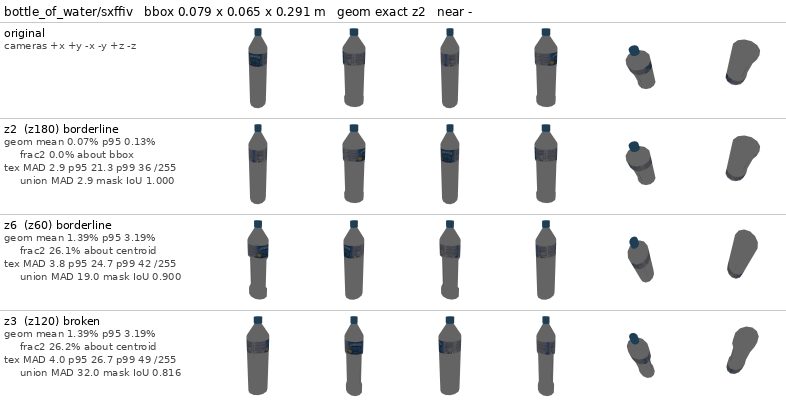 bottle_of_water/sxffiv bbox 0.079 x 0.065 x 0.291 m geom exact z2 near -
original
cameras +x +y -x -y +z -z
z2 (z180) borderline
geom mean 0.07% p95 0.13%
frac2 0.0% about bbox
tex MAD 2.9 p95 21.3 p99 36 /255
union MAD 2.9 mask IoU 1.000
z6 (z60) borderline
geom mean 1.39% p95 3.19%
frac2 26.1% about centroid
tex MAD 3.8 p95 24.7 p99 42 /255
union MAD 19.0 mask IoU 0.900
z3 (z120) broken
geom mean 1.39% p95 3.19%
frac2 26.2% about centroid
tex MAD 4.0 p95 26.7 p99 49 /255
union MAD 32.0 mask IoU 0.816